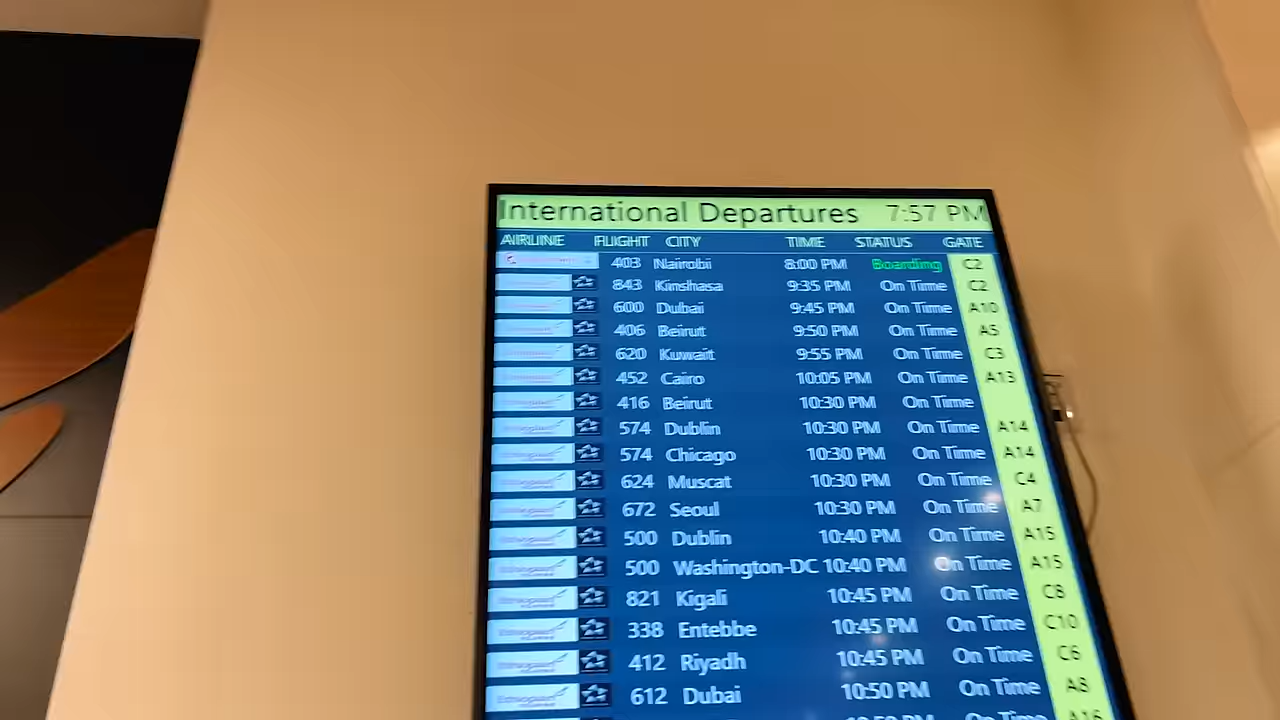 International Departures 7:57 PM
AIRLINE FLIGHT CITY TIME STATUS GATE
403 Nairobi 8:00 PM Boarding C2
843 Kinshasa 9:35 PM On Time C2
600 Dubai 9:45 PM On Time A10
406 Beirut 9:50 PM On Time A5
620 Kuwait 9:55 PM On Time C3
452 Cairo 10:05 PM On Time A13
416 Beirut 10:30 PM On Time
574 Dublin 10:30 PM On Time A14
574 Chicago 10:30 PM On Time A14
624 Muscat 10:30 PM On Time C4
672 Seoul 10:30 PM On Time A7
500 Dublin 10:40 PM On Time A15
500 Washington-DC 10:40 PM On Time A15
821 Kigali 10:45 PM On Time C8
338 Entebbe 10:45 PM On Time C10
412 Riyadh 10:45 PM On Time C6
612 Dubai 10:50 PM On Time A8